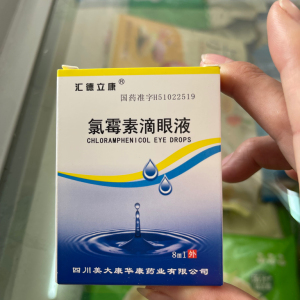 汇德立康®
国药准字H51022519
氯霉素滴眼液
CHLORAMPHENICOL EYE DROPS
8ml 外
四川美大康华康药业有限公司